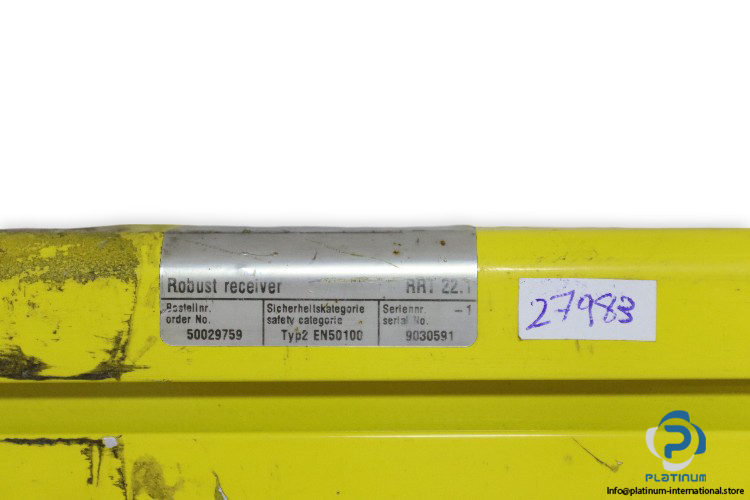 Robust receiver RRT 22.1
Bestellnr. Sicherheitskategorie Seriennr. -1
order No. safety categorie serial No.
50029759 Typ2 EN50100 9030591
27983
PLATINUM
Info@platinum-international.store